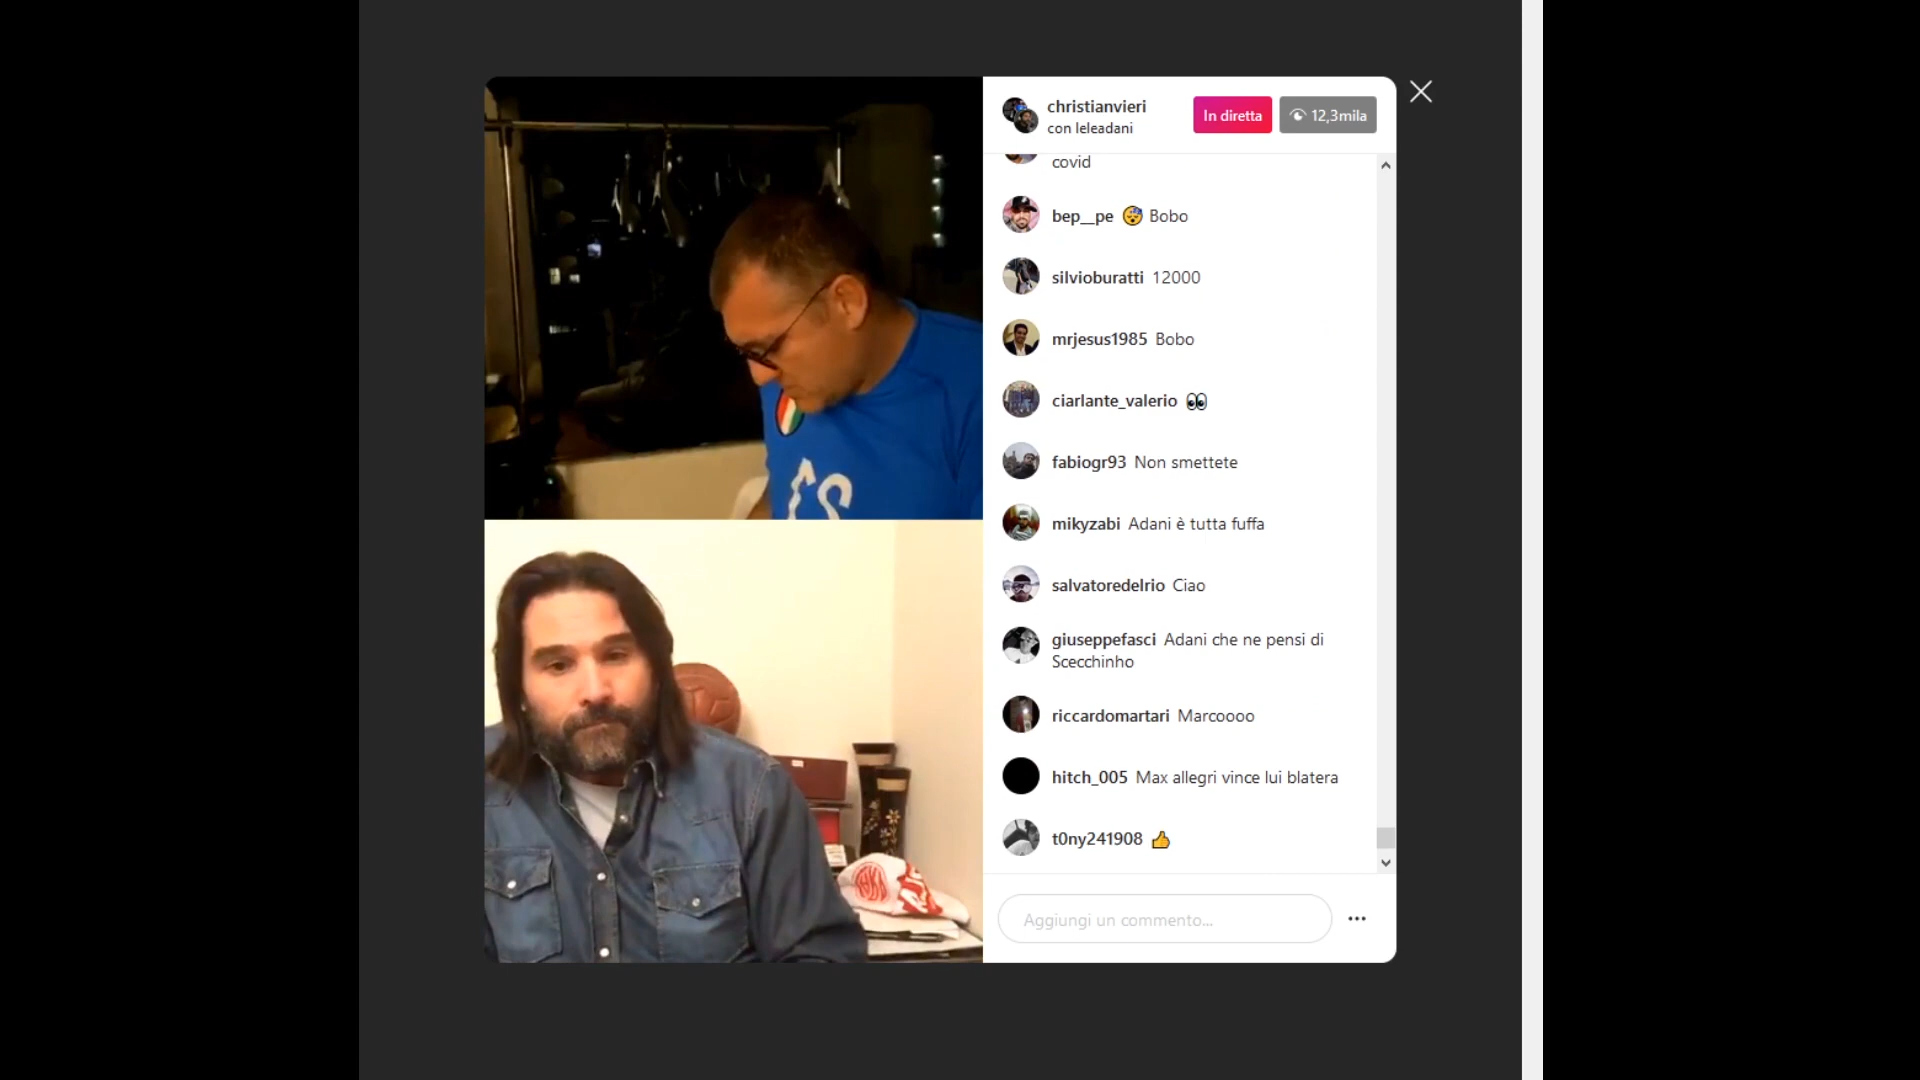 christianvieri
con leleadani
In diretta
12,3mila
covid
bep__pe 😴 Bobo
silvioburatti 12000
mrjesus1985 Bobo
ciarlante_valerio 👀
fabiogr93 Non smettete
mikyzabi Adani è tutta fuffa
salvatoredelrio Ciao
giuseppefasci Adani che ne pensi di
Scecchinho
riccardomartari Marcoooo
hitch_005 Max allegri vince lui blatera
t0ny241908 👍
Aggiungi un commento...